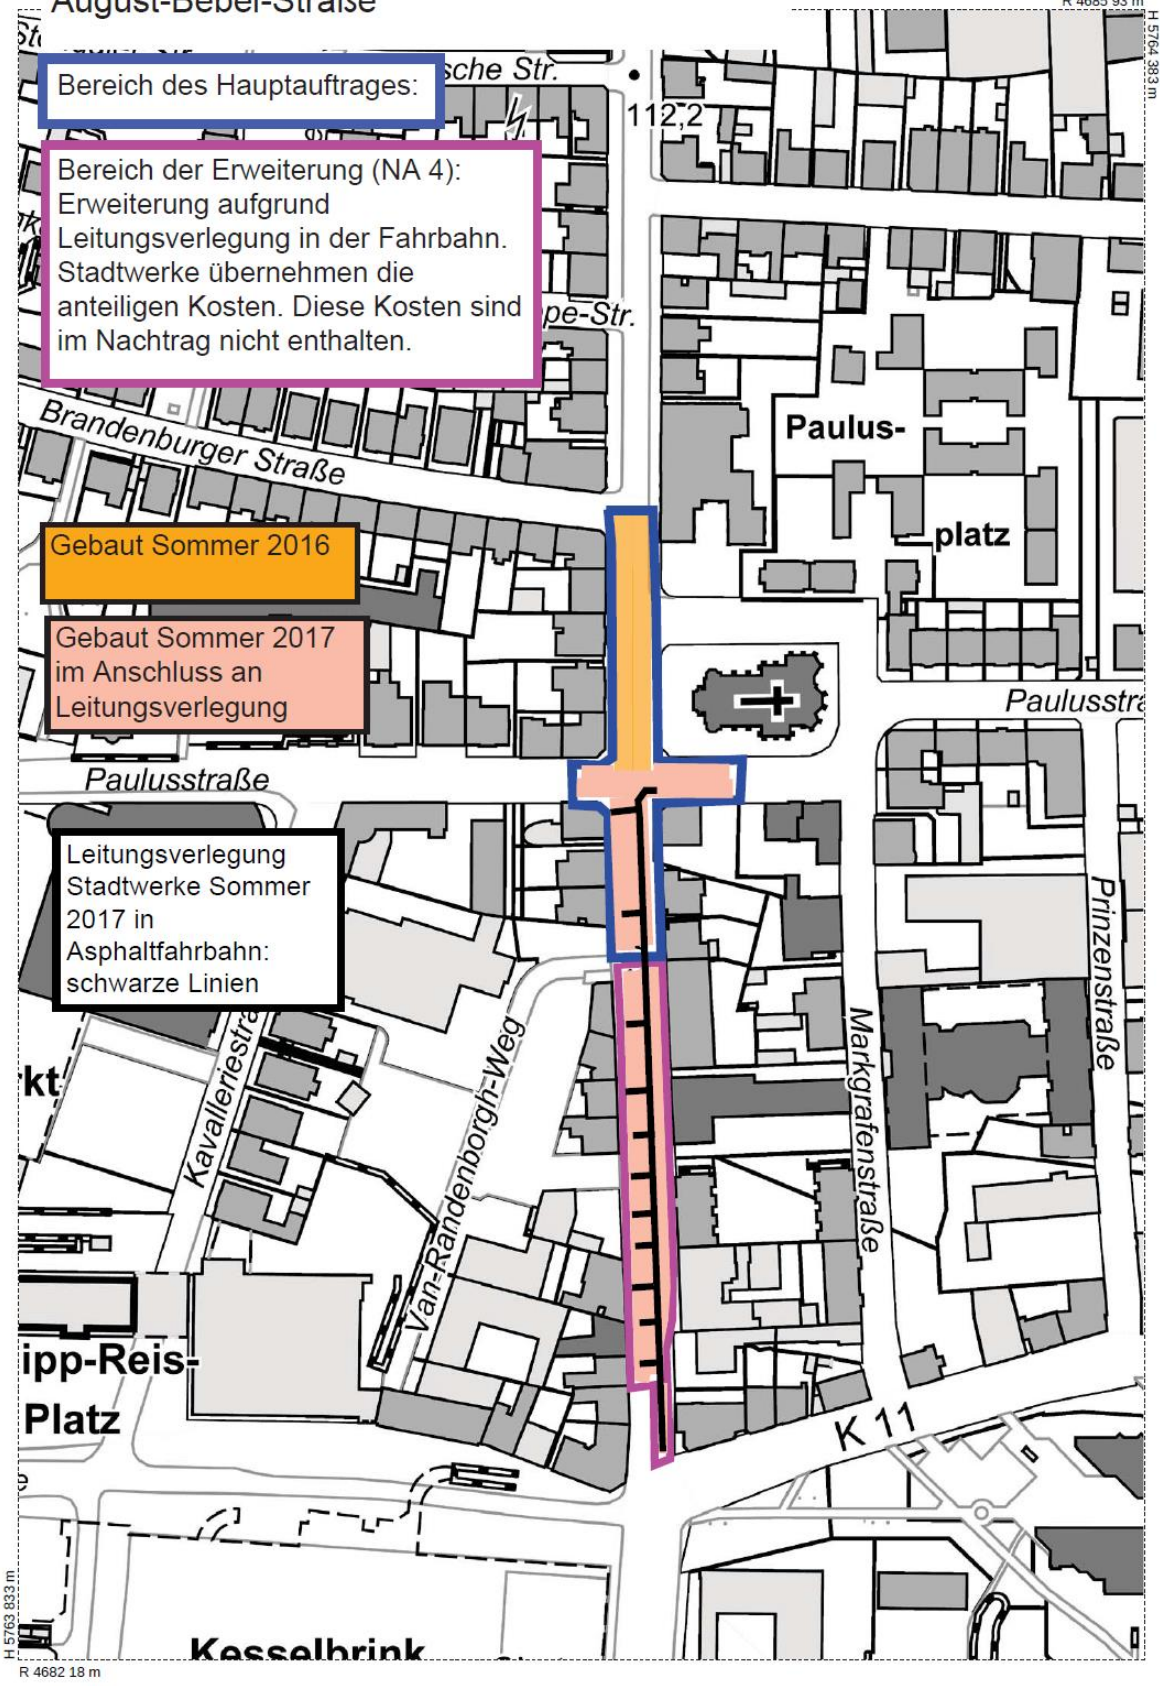 August-Bebel-Straße
R 4685 93 m
H 5764 383 m
sche Str.
112,2
Bereich des Hauptauftrages:
Bereich der Erweiterung (NA 4):
Erweiterung aufgrund
Leitungsverlegung in der Fahrbahn.
Stadtwerke übernehmen die
anteiligen Kosten. Diese Kosten sind
im Nachtrag nicht enthalten.
pe-Str.
Brandenburger Straße
Paulus-
platz
Gebaut Sommer 2016
Gebaut Sommer 2017
im Anschluss an
Leitungsverlegung
Paulusstra
Paulusstraße
Leitungsverlegung
Stadtwerke Sommer
2017 in
Asphaltfahrbahn:
schwarze Linien
Prinzenstraße
Markgrafenstraße
Kavalleriestra
Van-Randenborgh-Weg
rkt
ipp-Reis-
Platz
K 11
Kesselbrink
H 5763 833 m
R 4682 18 m